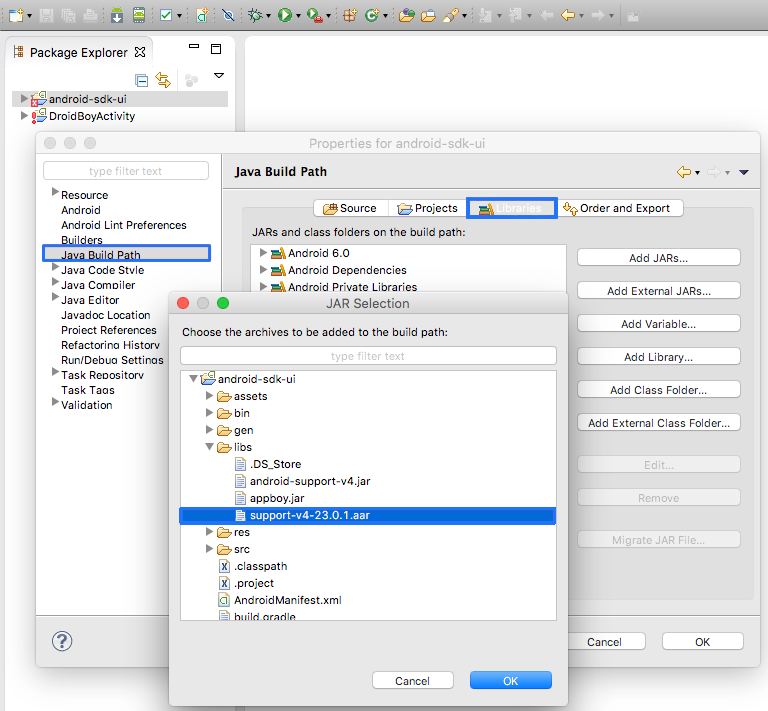 Package Explorer
android-sdk-ui
DroidBoyActivity
Properties for android-sdk-ui
type filter text
Resource
Android
Android Lint Preferences
Builders
Java Build Path
Java Code Style
Java Compiler
Java Editor
Javadoc Location
Project References
Refactoring History
Run/Debug Settings
Task Repository
Task Tags
Validation
Java Build Path
Source
Projects
Libraries
Order and Export
JARs and class folders on the build path:
Android 6.0
Android Dependencies
Android Private Libraries
Add JARs...
Add External JARs...
Add Variable...
Add Library...
Add Class Folder...
Add External Class Folder...
Edit...
Remove
Migrate JAR File...
JAR Selection
Choose the archives to be added to the build path:
type filter text
android-sdk-ui
assets
bin
gen
libs
.DS_Store
android-support-v4.jar
appboy.jar
support-v4-23.0.1.aar
res
src
.classpath
.project
AndroidManifest.xml
build.gradle
Cancel
OK
Cancel
OK